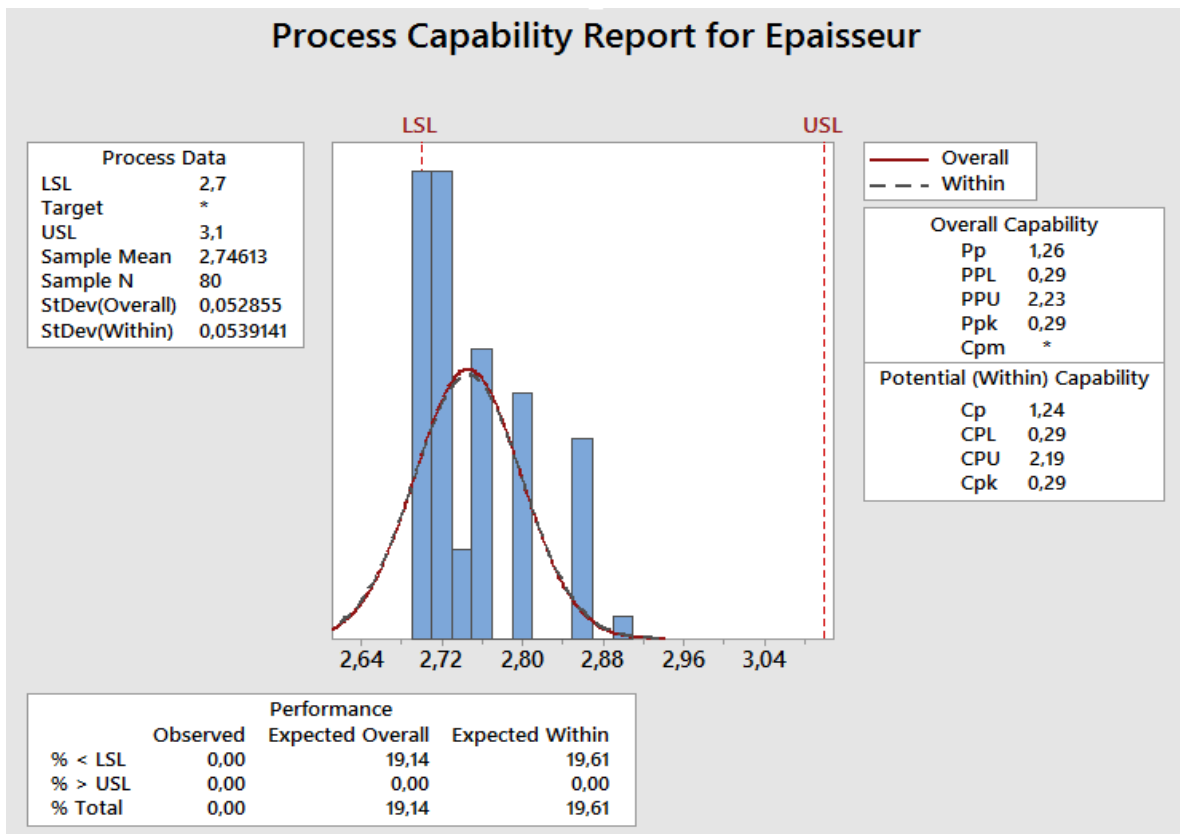 Process Capability Report for Epaisseur
LSL
USL
Process Data
LSL 2,7
Target *
USL 3,1
Sample Mean 2,74613
Sample N 80
StDev(Overall) 0,052855
StDev(Within) 0,0539141
Overall
Within
Overall Capability
Pp 1,26
PPL 0,29
PPU 2,23
Ppk 0,29
Cpm *
Potential (Within) Capability
Cp 1,24
CPL 0,29
CPU 2,19
Cpk 0,29
2,64 2,72 2,80 2,88 2,96 3,04
Performance
Observed Expected Overall Expected Within
% < LSL 0,00 19,14 19,61
% > USL 0,00 0,00 0,00
% Total 0,00 19,14 19,61